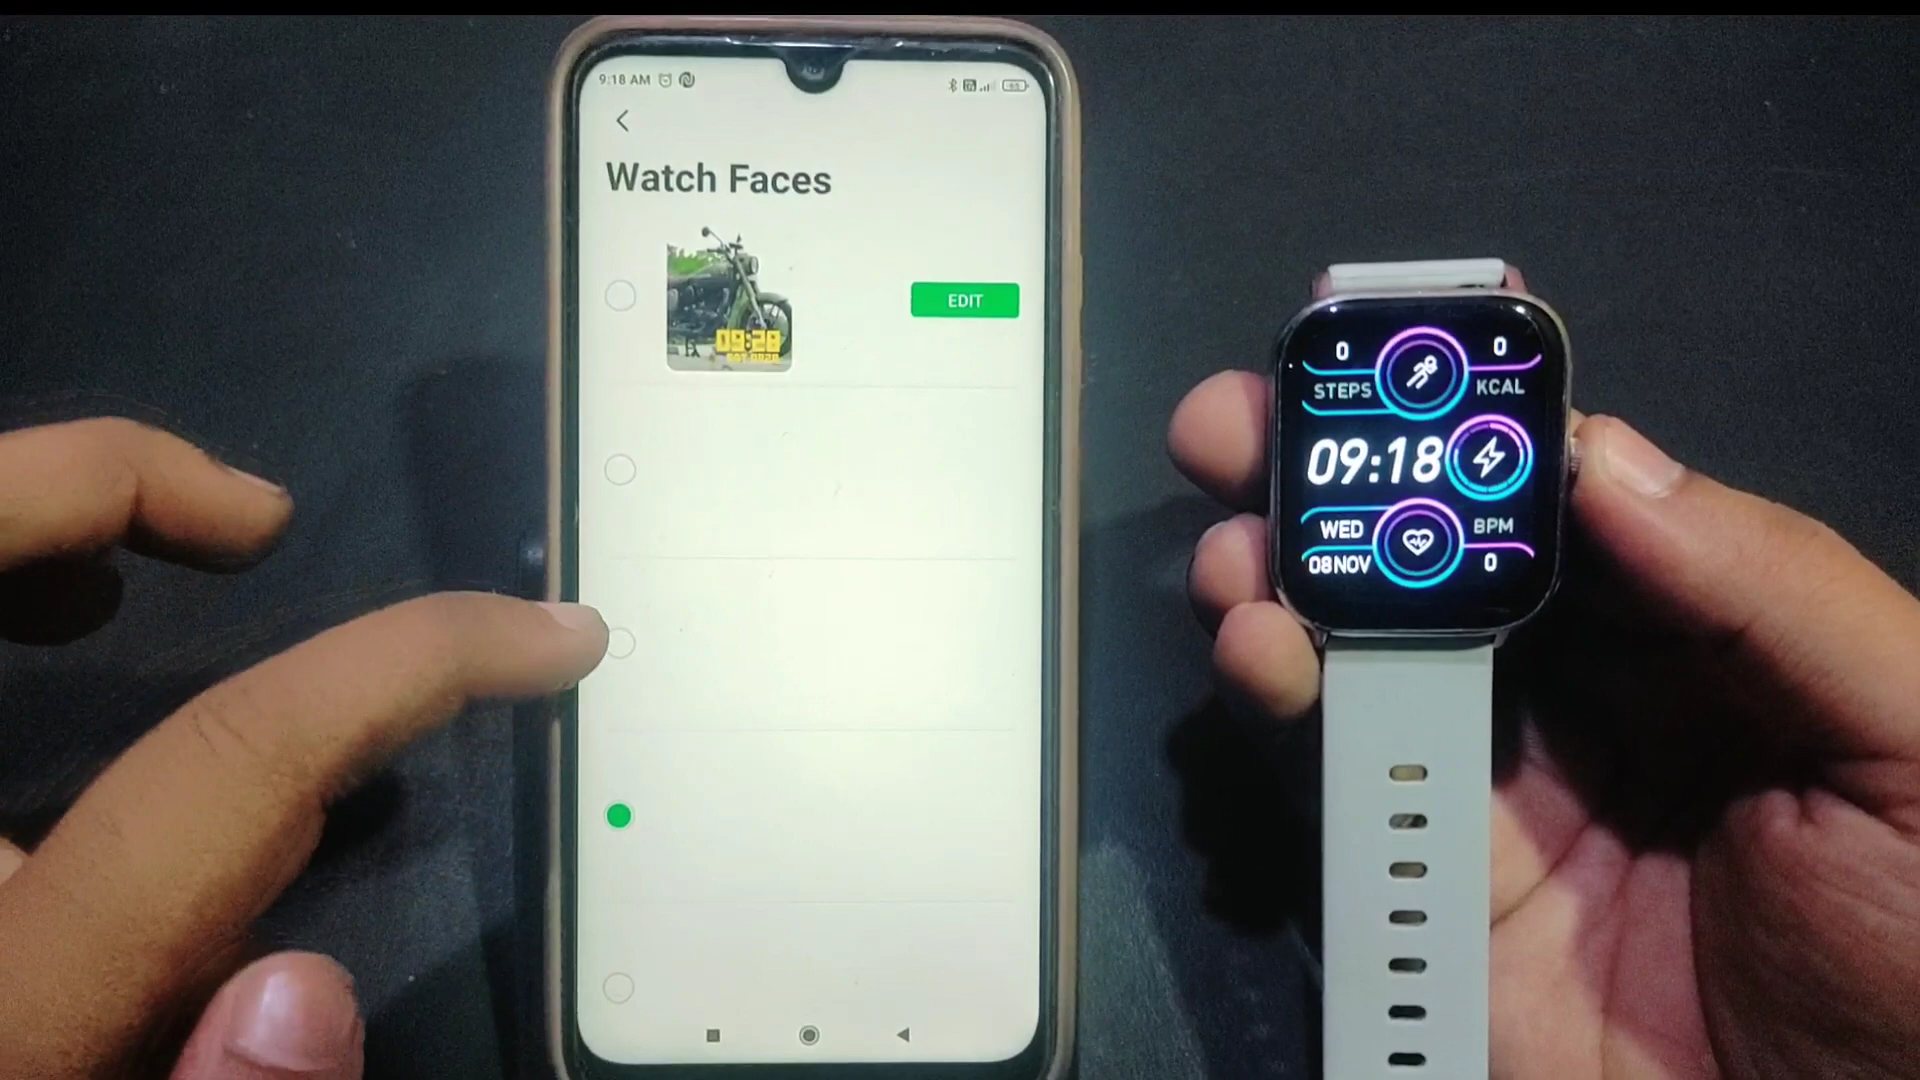 9:18 AM
Watch Faces
EDIT
09:28
0
0
STEPS
KCAL
09:18
WED
BPM
08NOV
0